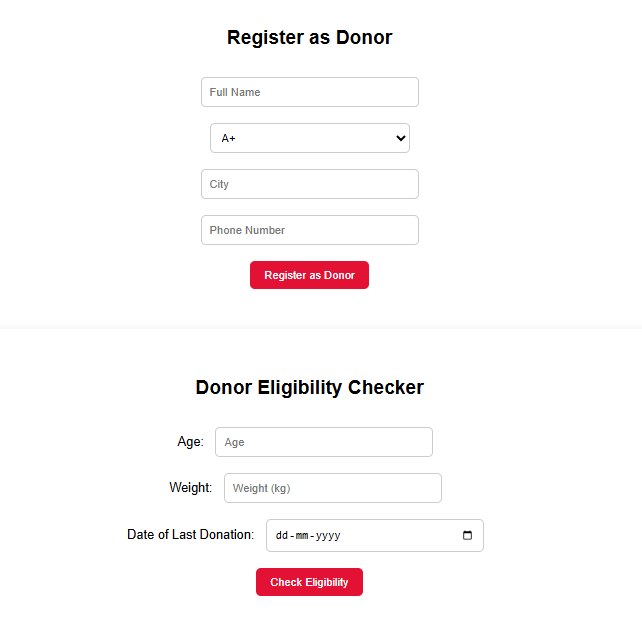 Register as Donor
Full Name
A+
City
Phone Number
Register as Donor
Donor Eligibility Checker
Age: Age
Weight: Weight (kg)
Date of Last Donation: dd-mm-yyyy
Check Eligibility